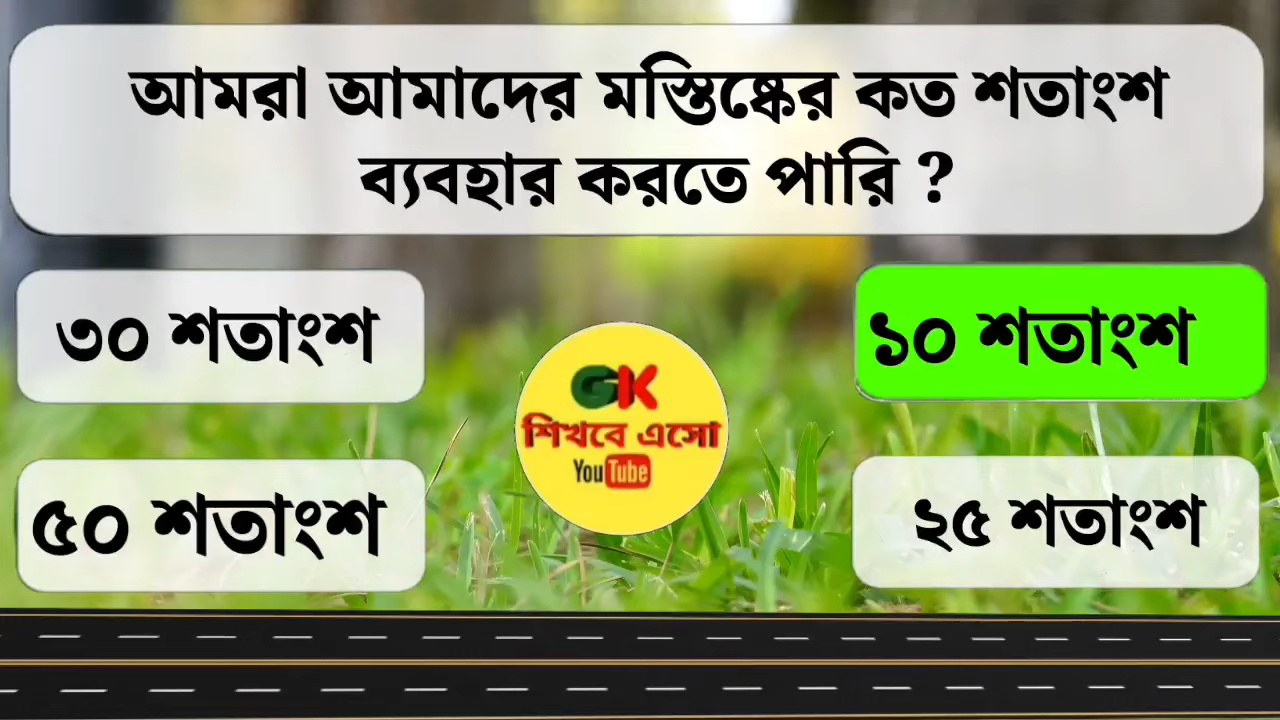 আমরা আমাদের মস্তিষ্কের কত শতাংশ
ব্যবহার করতে পারি ?
৩০ শতাংশ
১০ শতাংশ
GK
শিখবে এসো
YouTube
৫০ শতাংশ
২৫ শতাংশ